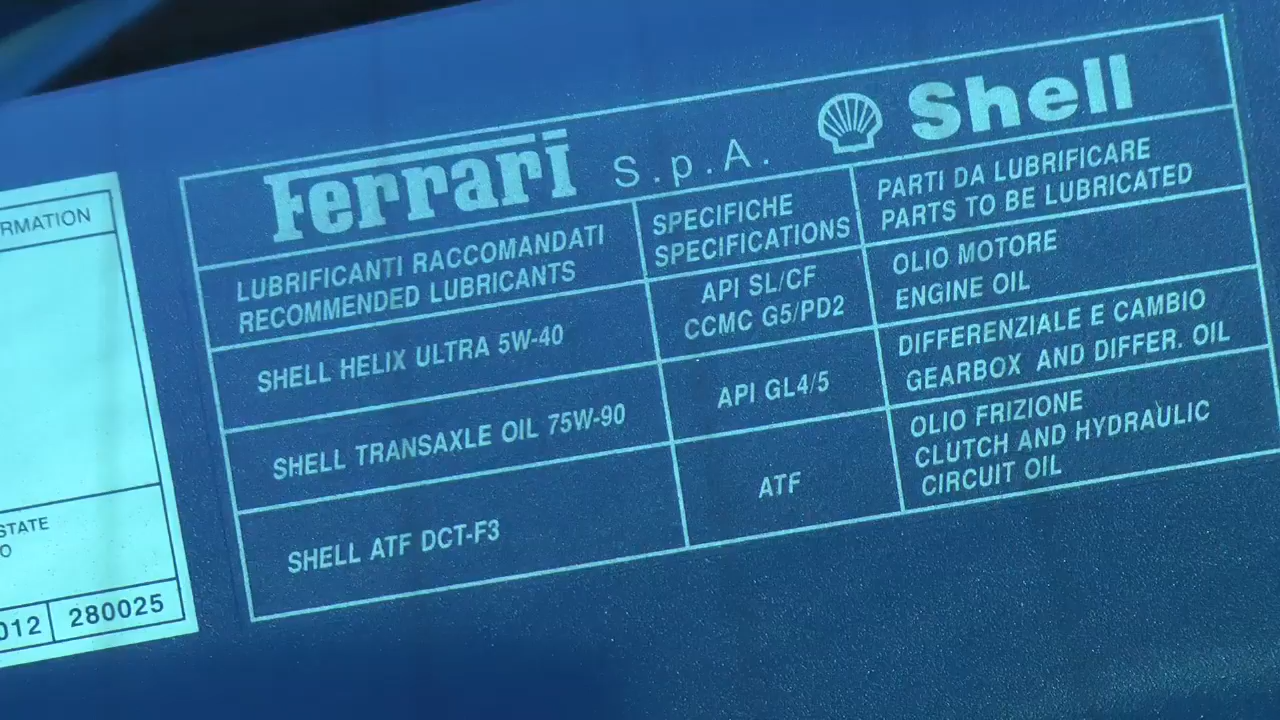 Ferrari S.p.A. Shell
LUBRIFICANTI RACCOMANDATI
RECOMMENDED LUBRICANTS
SPECIFICHE
SPECIFICATIONS
PARTI DA LUBRIFICARE
PARTS TO BE LUBRICATED
SHELL HELIX ULTRA 5W-40
API SL/CF
CCMC G5/PD2
OLIO MOTORE
ENGINE OIL
SHELL TRANSAXLE OIL 75W-90
API GL4/5
DIFFERENZIALE E CAMBIO
GEARBOX AND DIFFER. OIL
SHELL ATF DCT-F3
ATF
OLIO FRIZIONE
CLUTCH AND HYDRAULIC
CIRCUIT OIL
RMATION
STATE
O
012 280025